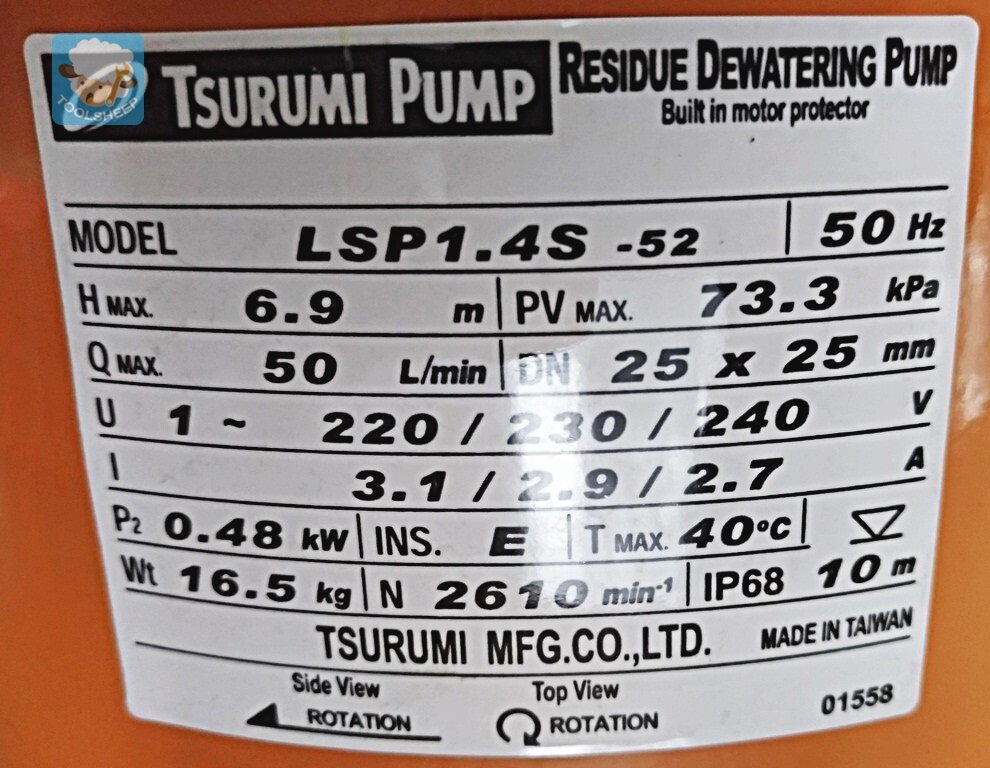 TOOLSHEEP
TSURUMI PUMP
RESIDUE DEWATERING PUMP
Built in motor protector
MODEL LSP1.4S -52 50 Hz
H MAX. 6.9 m PV MAX. 73.3 kPa
Q MAX. 50 L/min DN 25 x 25 mm
U 1 ~ 220 / 230 / 240 V
I 3.1 / 2.9 / 2.7 A
P2 0.48 kW INS. E T MAX. 40°C
Wt 16.5 kg N 2610 min-1 IP68 10 m
TSURUMI MFG.CO.,LTD. MADE IN TAIWAN
Side View Top View
ROTATION ROTATION 01558